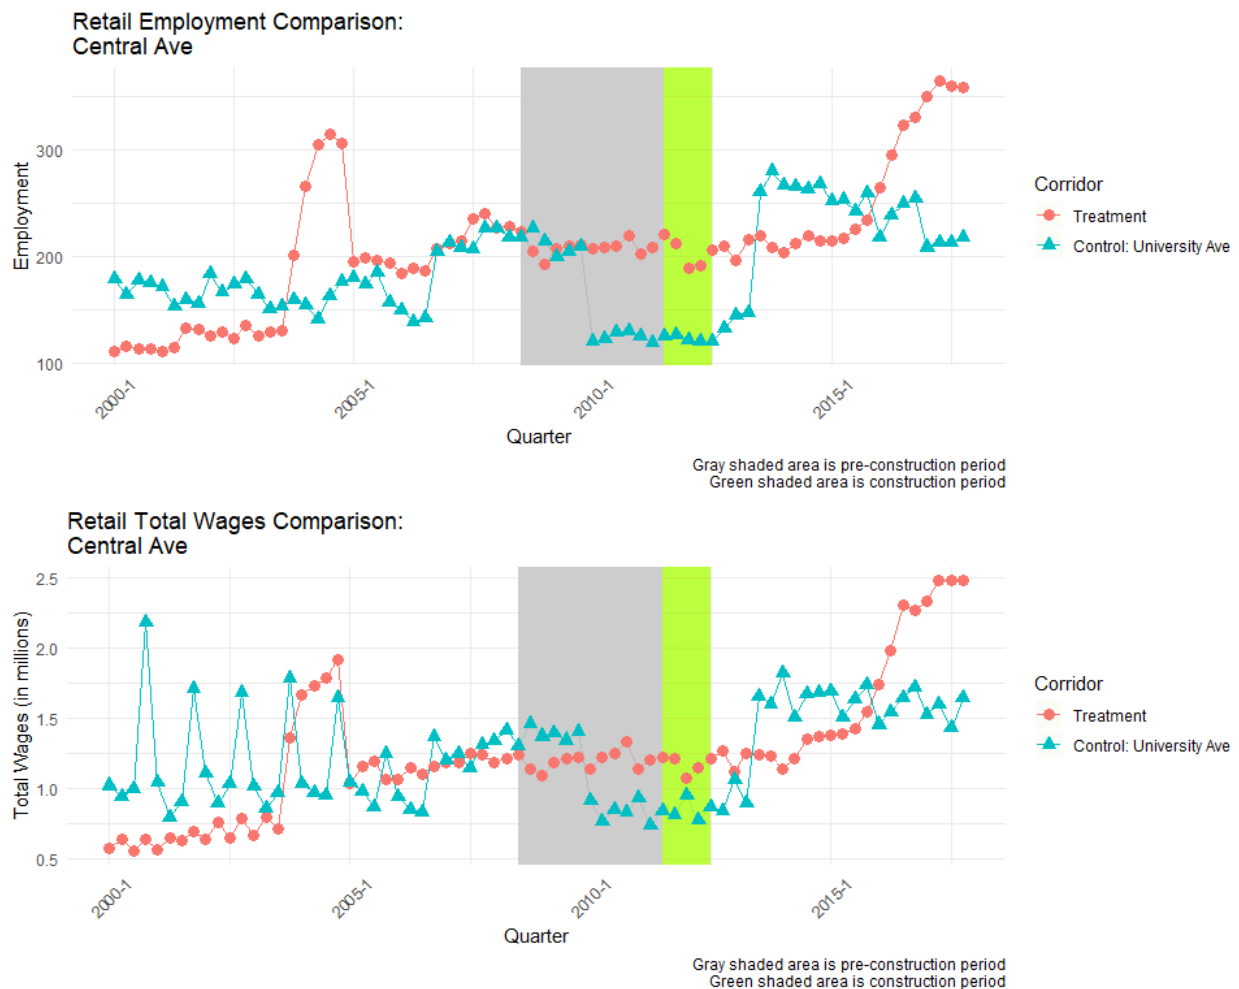 Retail Employment Comparison:
Central Ave
Employment
300
200
100
2000-1
2005-1
2010-1
2015-1
Quarter
Corridor
Treatment
Control: University Ave
Gray shaded area is pre-construction period
Green shaded area is construction period
Retail Total Wages Comparison:
Central Ave
Total Wages (in millions)
2.5
2.0
1.5
1.0
0.5
2000-1
2005-1
2010-1
2015-1
Quarter
Corridor
Treatment
Control: University Ave
Gray shaded area is pre-construction period
Green shaded area is construction period